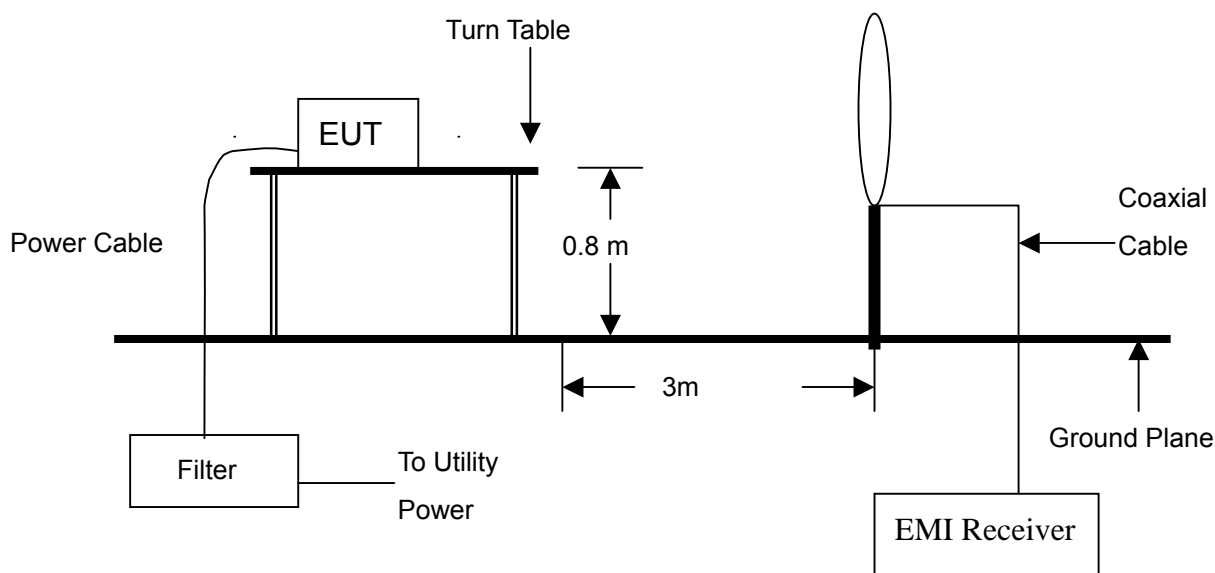 Turn Table
EUT
Power Cable
0.8 m
Coaxial
Cable
3m
Ground Plane
Filter
To Utility
Power
EMI Receiver